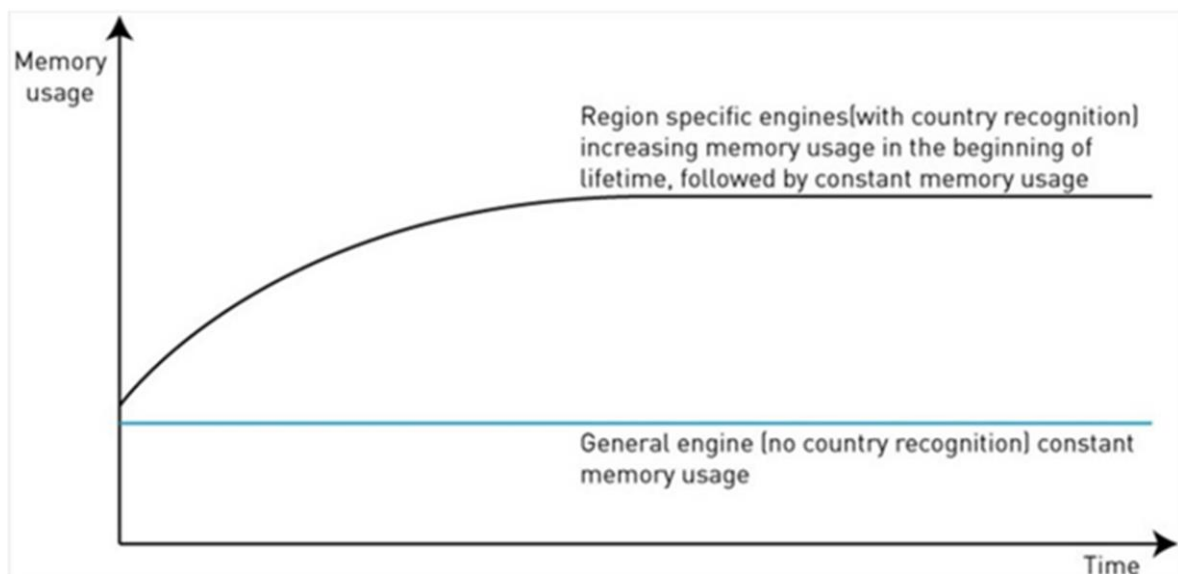 Memory
usage
Region specific engines(with country recognition)
increasing memory usage in the beginning of
lifetime, followed by constant memory usage
General engine (no country recognition) constant
memory usage
Time